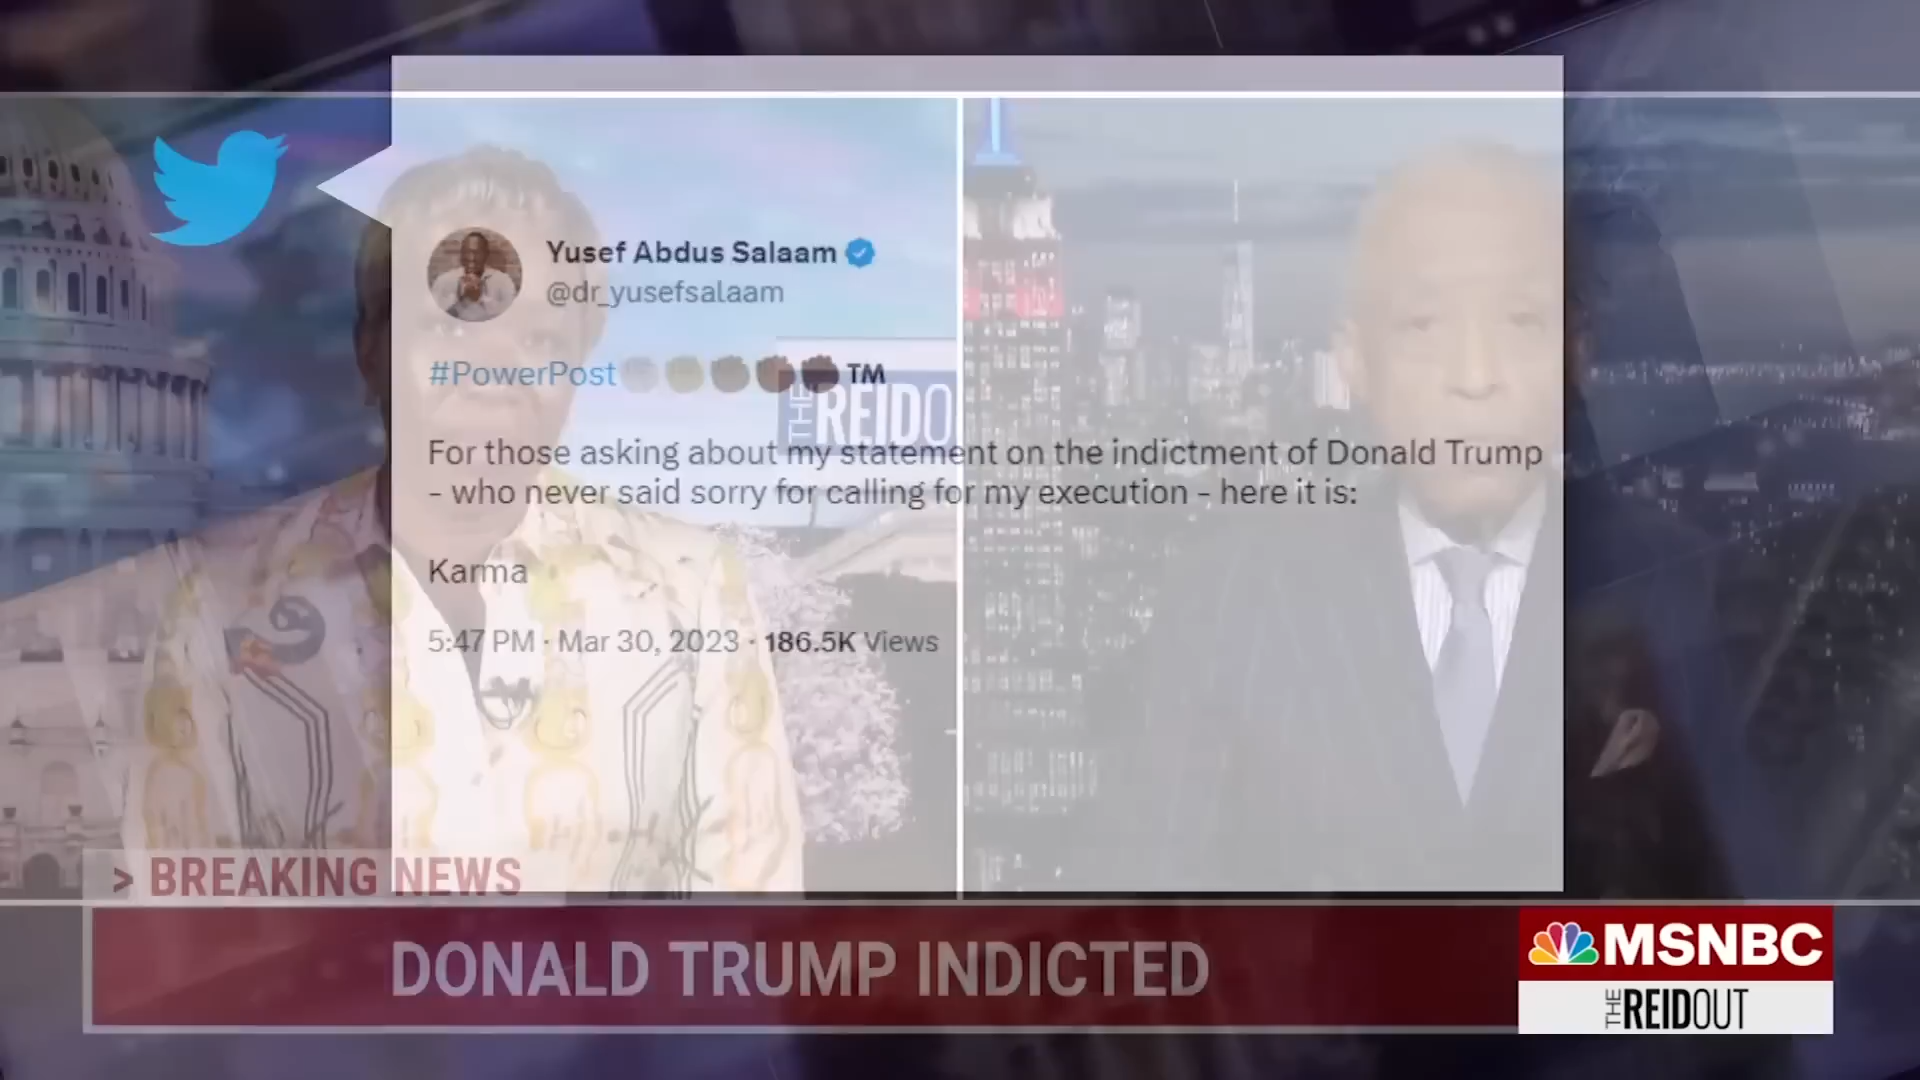 Yusef Abdus Salaam
@dr_yusefsalaam
#PowerPost ✊🏻✊🏼✊🏽✊🏾✊🏿™
THE REIDO
For those asking about my statement on the indictment of Donald Trump
- who never said sorry for calling for my execution - here it is:
Karma
5:47 PM · Mar 30, 2023 · 186.5K Views
> BREAKING NEWS
DONALD TRUMP INDICTED
MSNBC
THE REIDOUT